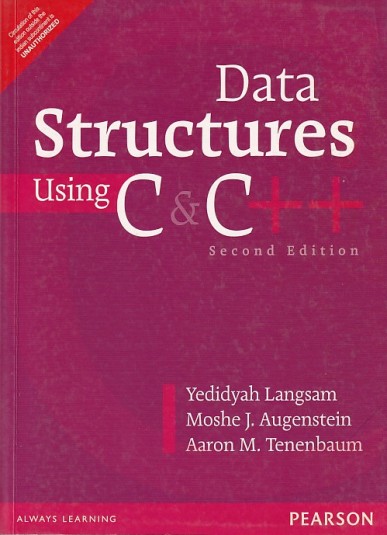 Circulation of this
edition outside the
Indian subcontinent is
UNAUTHORIZED
Data
Structures
Using C & C++
Second Edition
Yedidyah Langsam
Moshe J. Augenstein
Aaron M. Tenenbaum
ALWAYS LEARNING
PEARSON